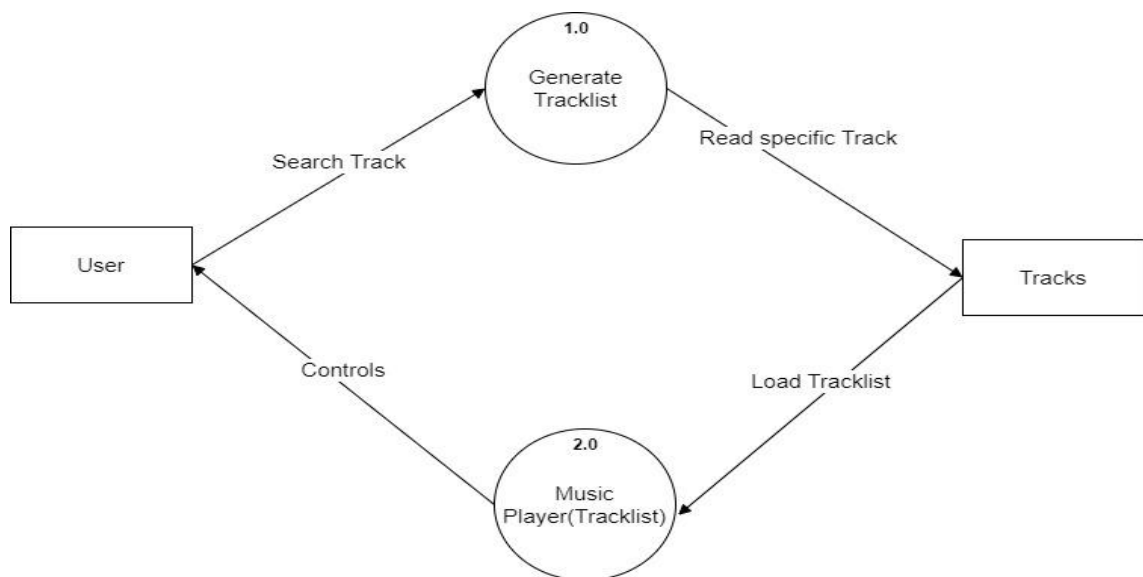 1.0
Generate
Tracklist
Read specific Track
Search Track
User
Tracks
Controls
Load Tracklist
2.0
Music
Player(Tracklist)